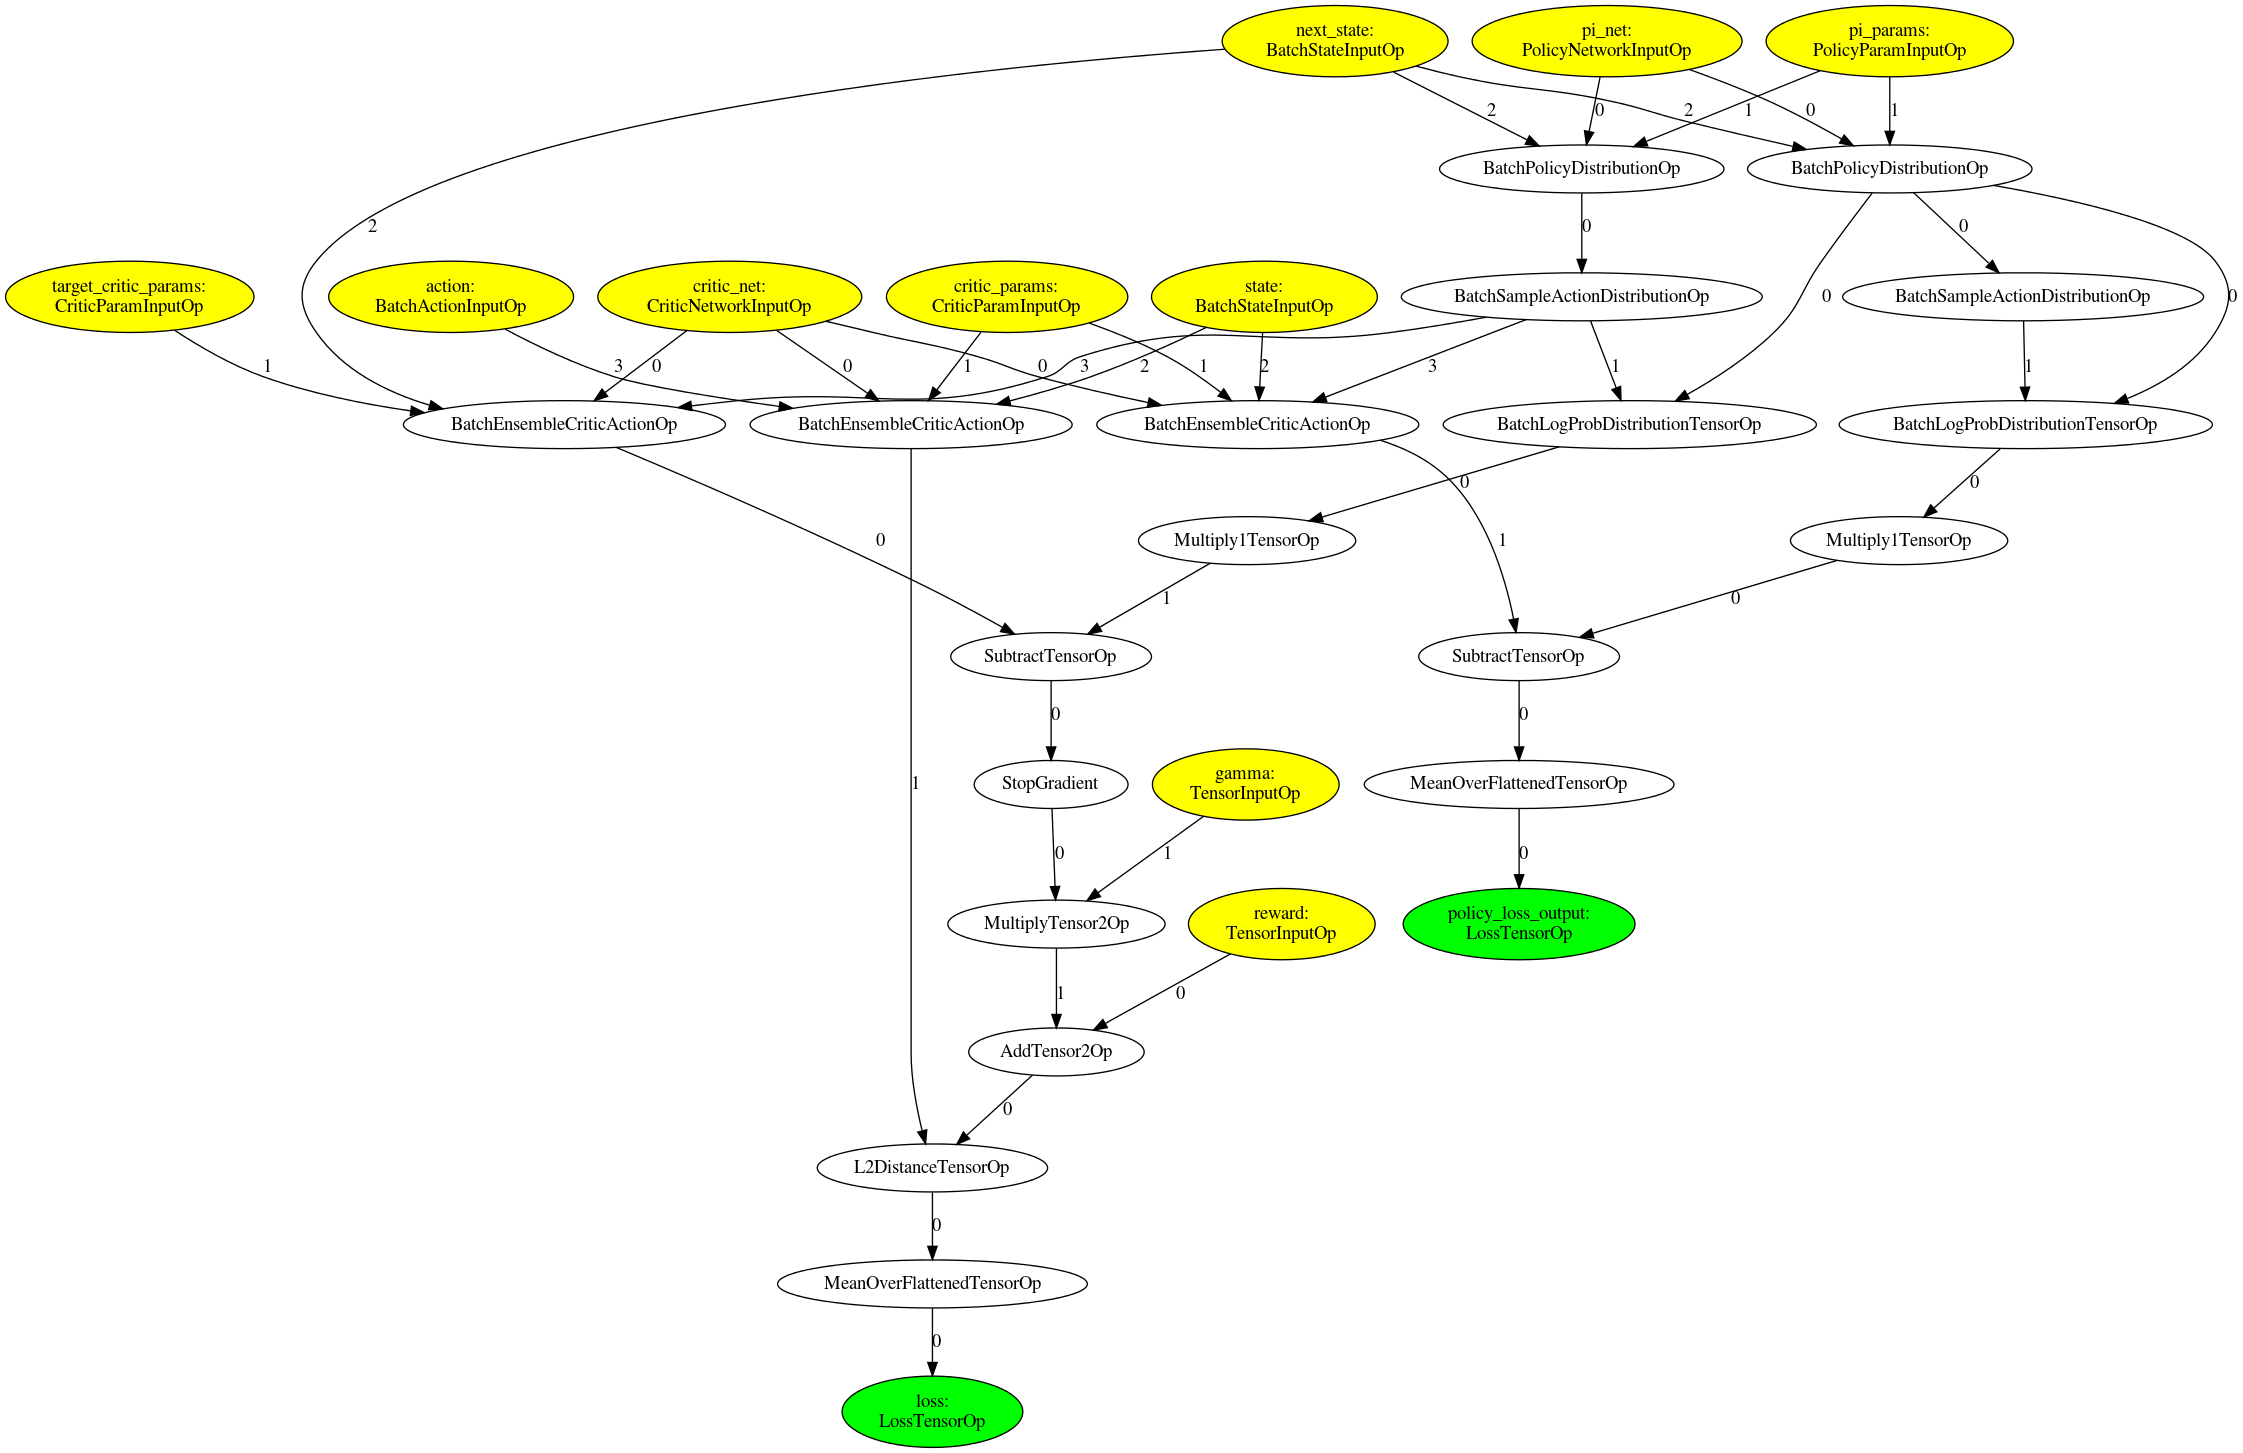 next_state:
BatchStateInputOp
pi_net:
PolicyNetworkInputOp
pi_params:
PolicyParamInputOp
2
0
2
1
0
1
BatchPolicyDistributionOp
BatchPolicyDistributionOp
2
0
0
target_critic_params:
CriticParamInputOp
action:
BatchActionInputOp
critic_net:
CriticNetworkInputOp
critic_params:
CriticParamInputOp
state:
BatchStateInputOp
BatchSampleActionDistributionOp
0
BatchSampleActionDistributionOp
0
1
3
0
0
1
0
3
2
1
2
3
1
1
BatchEnsembleCriticActionOp
BatchEnsembleCriticActionOp
BatchEnsembleCriticActionOp
BatchLogProbDistributionTensorOp
BatchLogProbDistributionTensorOp
0
0
0
Multiply1TensorOp
1
Multiply1TensorOp
1
0
SubtractTensorOp
SubtractTensorOp
0
0
1
StopGradient
gamma:
TensorInputOp
MeanOverFlattenedTensorOp
0
1
0
MultiplyTensor2Op
reward:
TensorInputOp
policy_loss_output:
LossTensorOp
1
0
AddTensor2Op
0
L2DistanceTensorOp
0
MeanOverFlattenedTensorOp
0
loss:
LossTensorOp